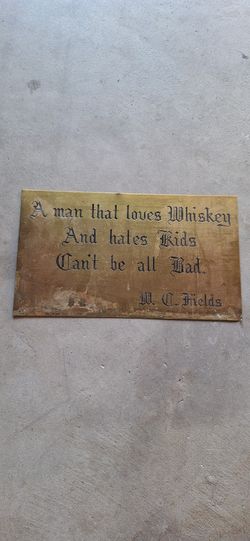 A man that loves Whiskey
And hates Kids
Can't be all Bad.
W. C. Fields